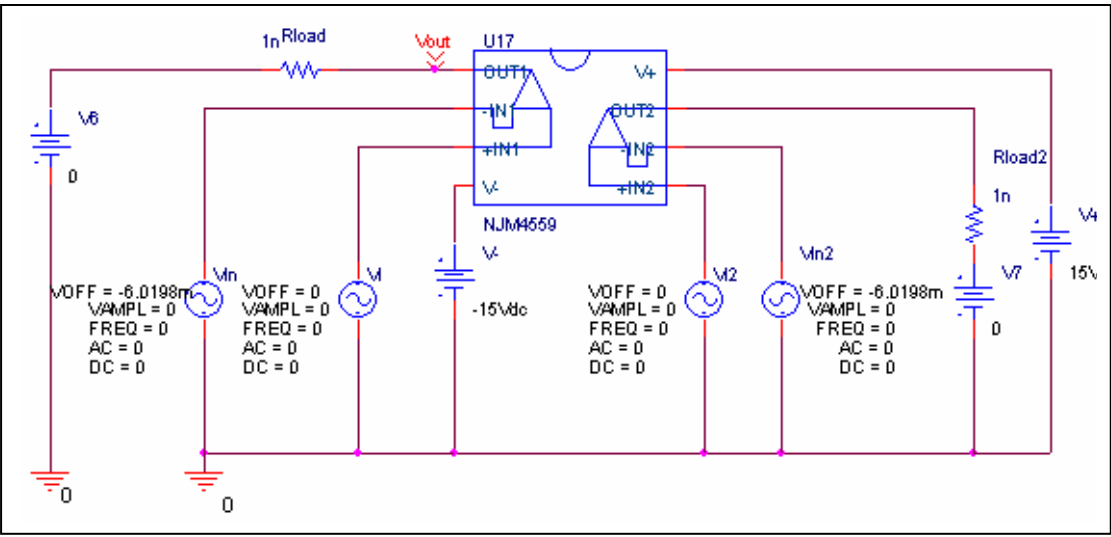 1n
Rload
Vout
U17
V6
0
OUT1
-IN1
+IN1
V-
V+
OUT2
-IN2
+IN2
NJM4559
Rload2
1n
V4
15V
V-
-15Vdc
Vin
VOFF = -6.0198m
VAMPL = 0
FREQ = 0
AC = 0
DC = 0
VI
VOFF = 0
VAMPL = 0
FREQ = 0
AC = 0
DC = 0
VI2
VOFF = 0
VAMPL = 0
FREQ = 0
AC = 0
DC = 0
VIn2
VOFF = -6.0198m
VAMPL = 0
FREQ = 0
AC = 0
DC = 0
V7
0
0
0